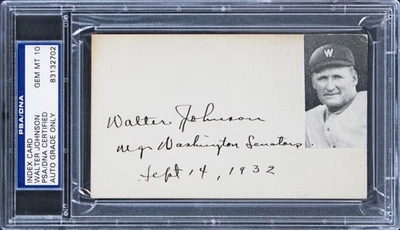 PSA/DNA
INDEX CARD
WALTER JOHNSON
PSA/DNA CERTIFIED
AUTO GRADE ONLY
GEM MT 10
83132702
W
Walter Johnson
Mgr Washington Senators.
Sept 14, 1932